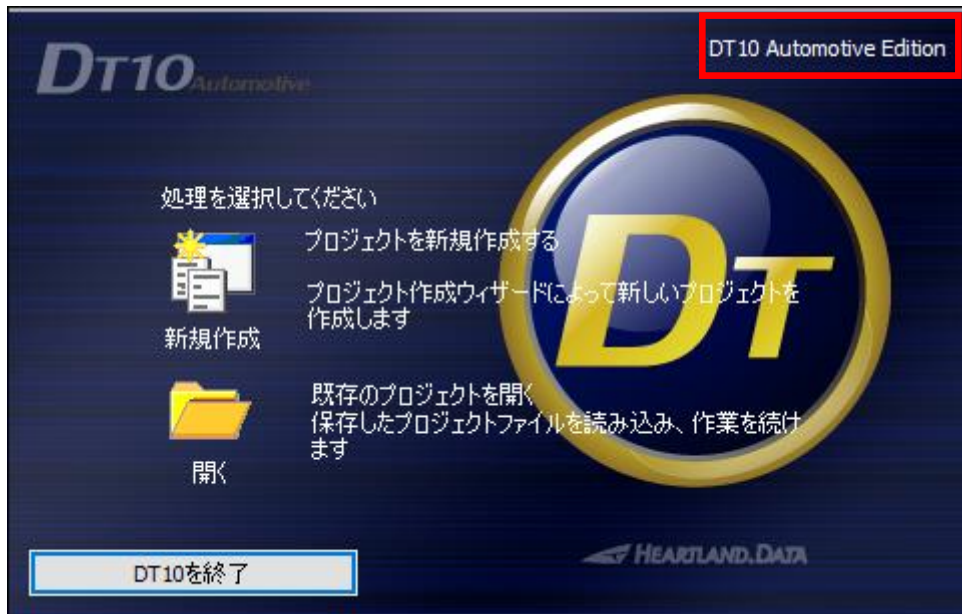 DT10 Automotive
DT10 Automotive Edition
処理を選択してください
プロジェクトを新規作成する
プロジェクト作成ウィザードによって新しいプロジェクトを
作成します
新規作成
既存のプロジェクトを開く
保存したプロジェクトファイルを読み込み、作業を続け
ます
開く
DT
HEARTLAND.DATA
DT10を終了